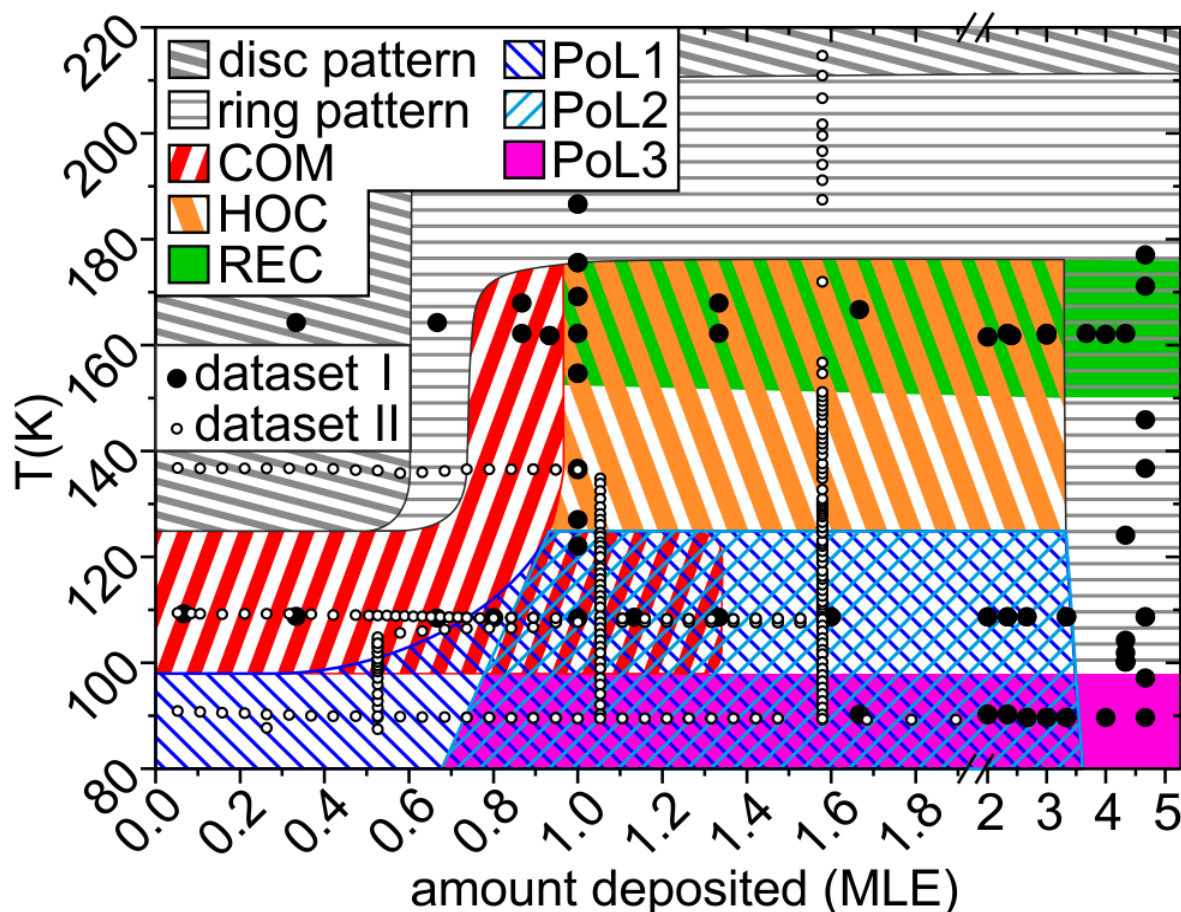 220
200
180
160
140
120
100
80
T(K)
disc pattern
ring pattern
COM
HOC
REC
PoL1
PoL2
PoL3
dataset I
dataset II
//
//
0.0
0.2
0.4
0.6
0.8
1.0
1.2
1.4
1.6
1.8
2
3
4
5
amount deposited (MLE)